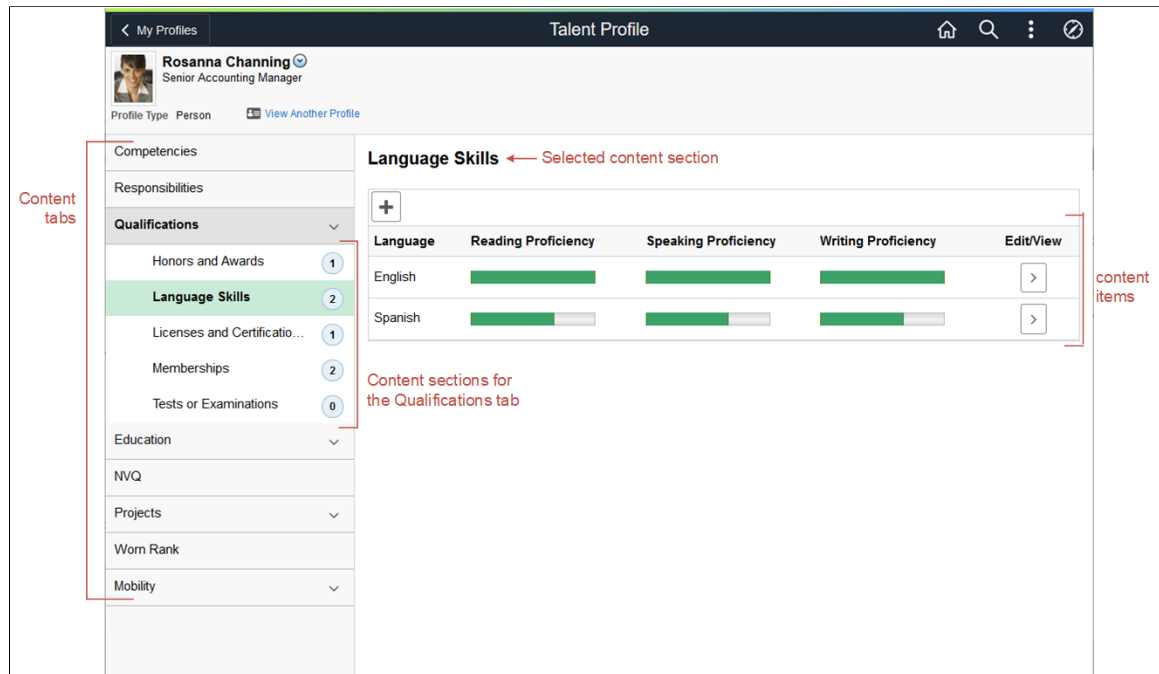 My Profiles
Talent Profile
Rosanna Channing
Senior Accounting Manager
Profile Type Person
View Another Profile
Content
tabs
Competencies
Responsibilities
Qualifications
Honors and Awards 1
Language Skills 2
Licenses and Certificatio... 1
Memberships 2
Tests or Examinations 0
Education
NVQ
Projects
Worn Rank
Mobility
Language Skills
Selected content section
Language Reading Proficiency Speaking Proficiency Writing Proficiency Edit/View
English
Spanish
content
items
Content sections for
the Qualifications tab